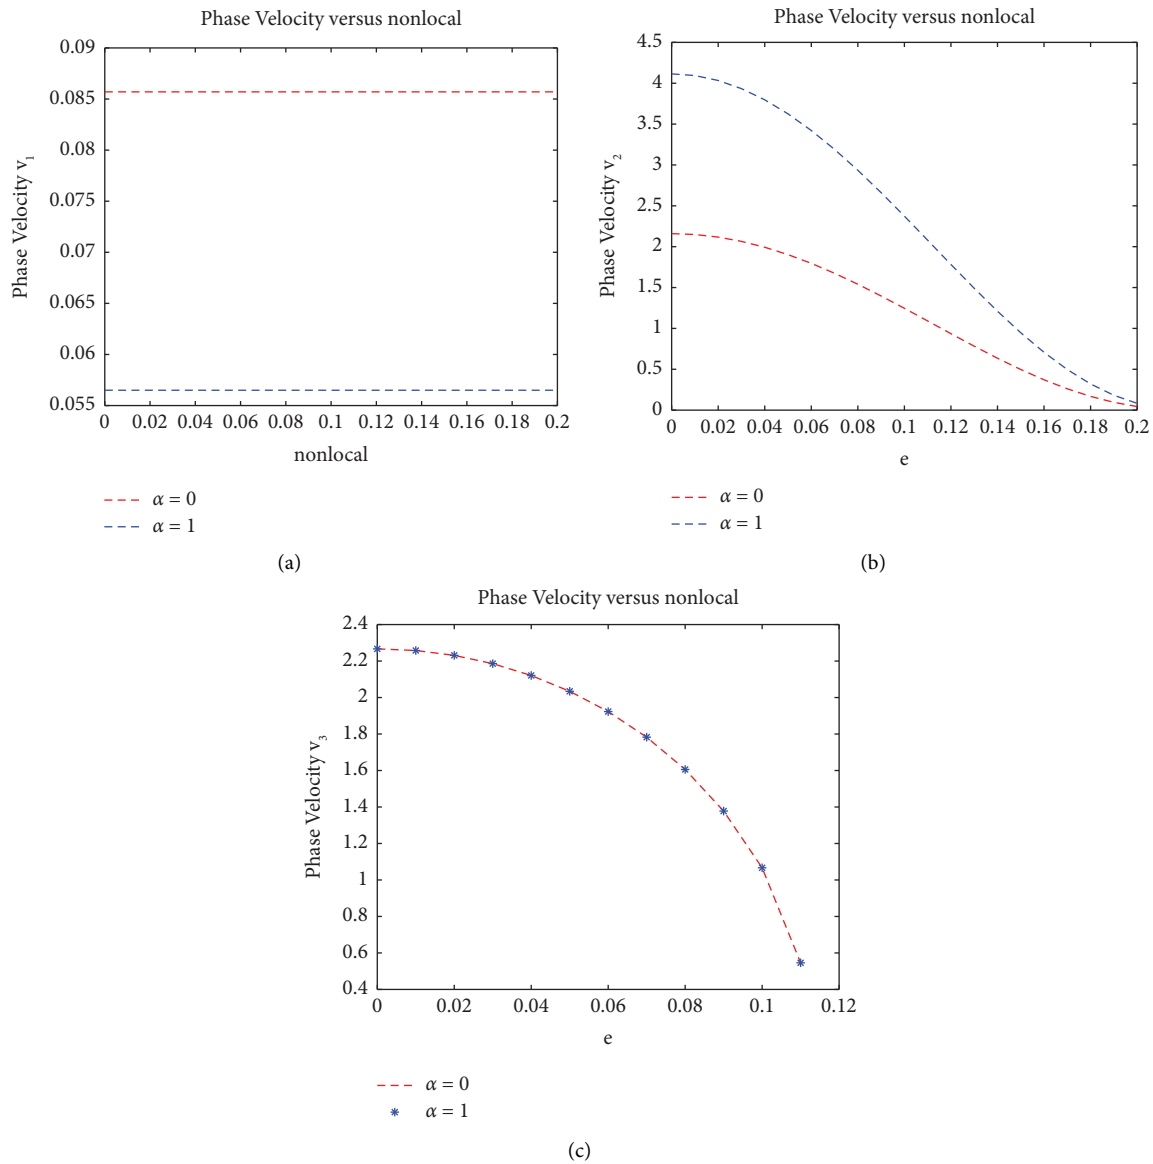 Phase Velocity versus nonlocal
0.09
0.085
0.08
0.075
0.07
0.065
0.06
0.055
Phase Velocity v1
0 0.02 0.04 0.06 0.08 0.1 0.12 0.14 0.16 0.18 0.2
nonlocal
α = 0
α = 1
(a)
Phase Velocity versus nonlocal
4.5
4
3.5
3
2.5
2
1.5
1
0.5
0
Phase Velocity v2
0 0.02 0.04 0.06 0.08 0.1 0.12 0.14 0.16 0.18 0.2
e
α = 0
α = 1
(b)
Phase Velocity versus nonlocal
2.4
2.2
2
1.8
1.6
1.4
1.2
1
0.8
0.6
0.4
Phase Velocity v3
0 0.02 0.04 0.06 0.08 0.1 0.12
e
α = 0
α = 1
(c)